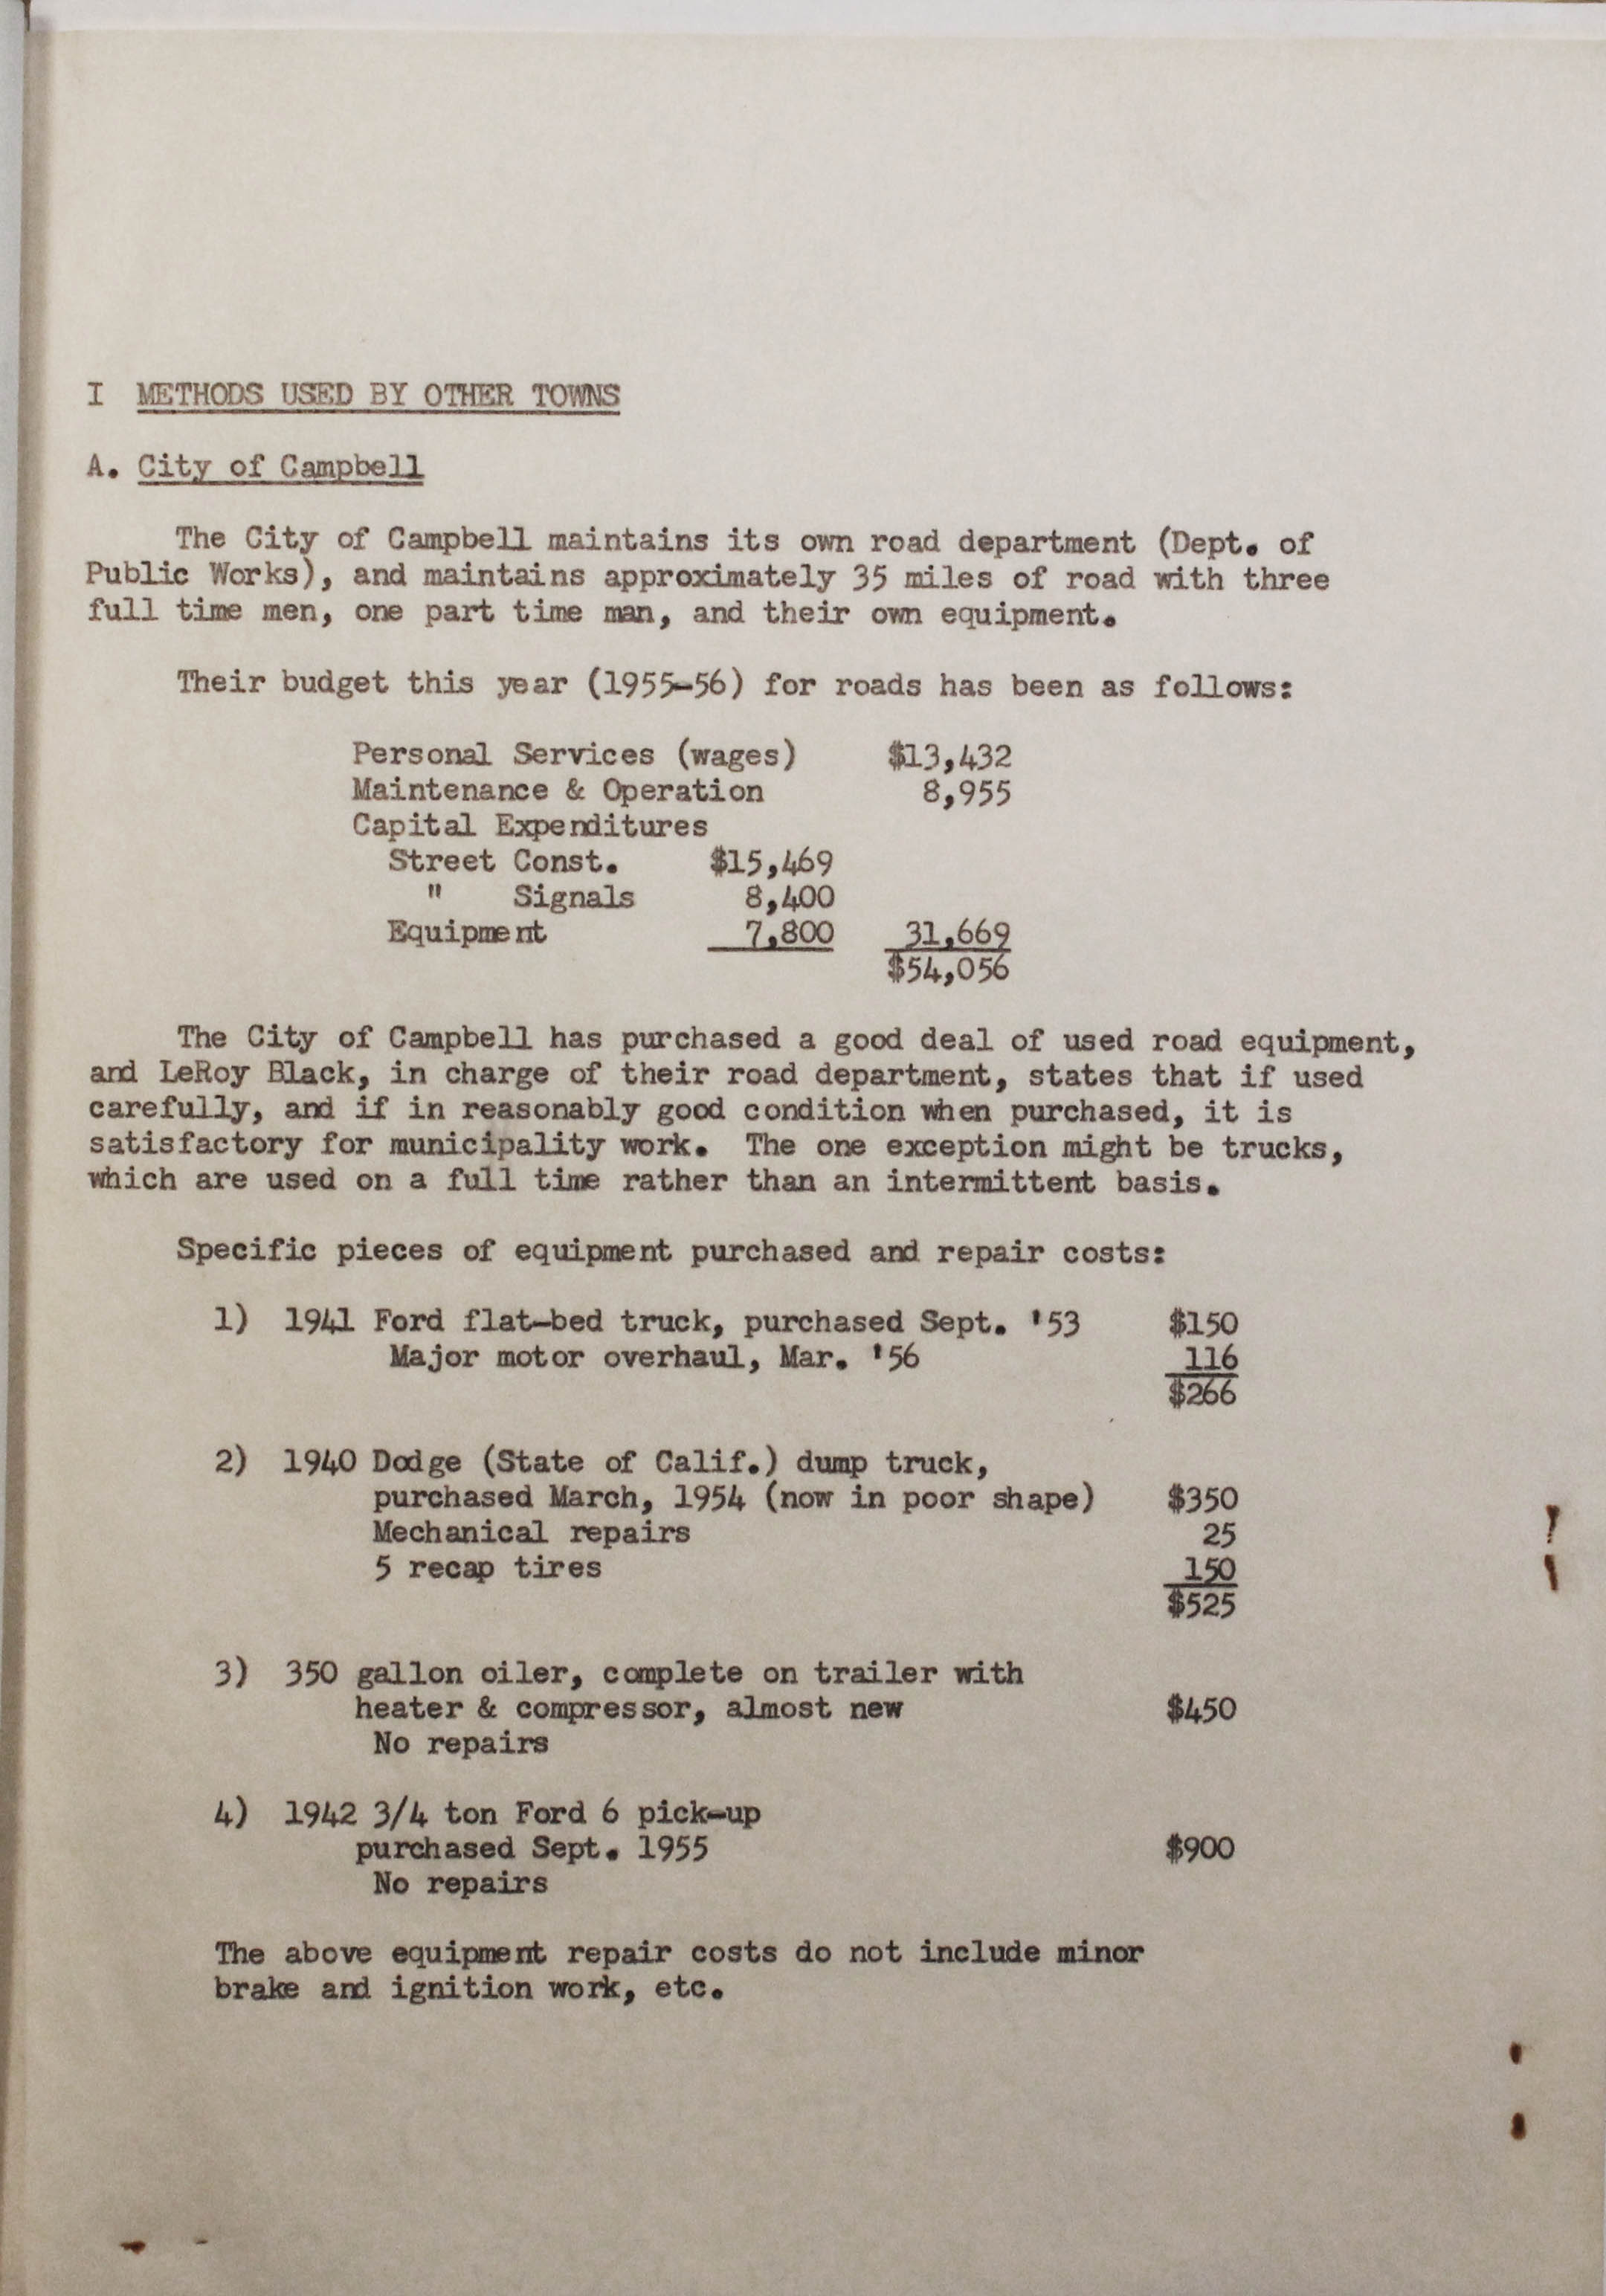 I METHODS USED BY OTHER TOWNS
A. City of Campbell
The City of Campbell maintains its own road department (Dept. of
Public Works), and maintains approximately 35 miles of road with three
full time men, one part time man, and their own equipment.
Their budget this year (1955-56) for roads has been as follows:
Personal Services (wages) $13,432
Maintenance & Operation 8,955
Capital Expenditures
Street Const. $15,469
" Signals 8,400
Equipment 7,800 31,669
$54,056
The City of Campbell has purchased a good deal of used road equipment,
and LeRoy Black, in charge of their road department, states that if used
carefully, and if in reasonably good condition when purchased, it is
satisfactory for municipality work. The one exception might be trucks,
which are used on a full time rather than an intermittent basis.
Specific pieces of equipment purchased and repair costs:
1) 1941 Ford flat-bed truck, purchased Sept. '53 $150
Major motor overhaul, Mar. '56 116
$266
2) 1940 Dodge (State of Calif.) dump truck,
purchased March, 1954 (now in poor shape) $350
Mechanical repairs 25
5 recap tires 150
$525
3) 350 gallon oiler, complete on trailer with
heater & compressor, almost new $450
No repairs
4) 1942 3/4 ton Ford 6 pick-up
purchased Sept. 1955 $900
No repairs
The above equipment repair costs do not include minor
brake and ignition work, etc.